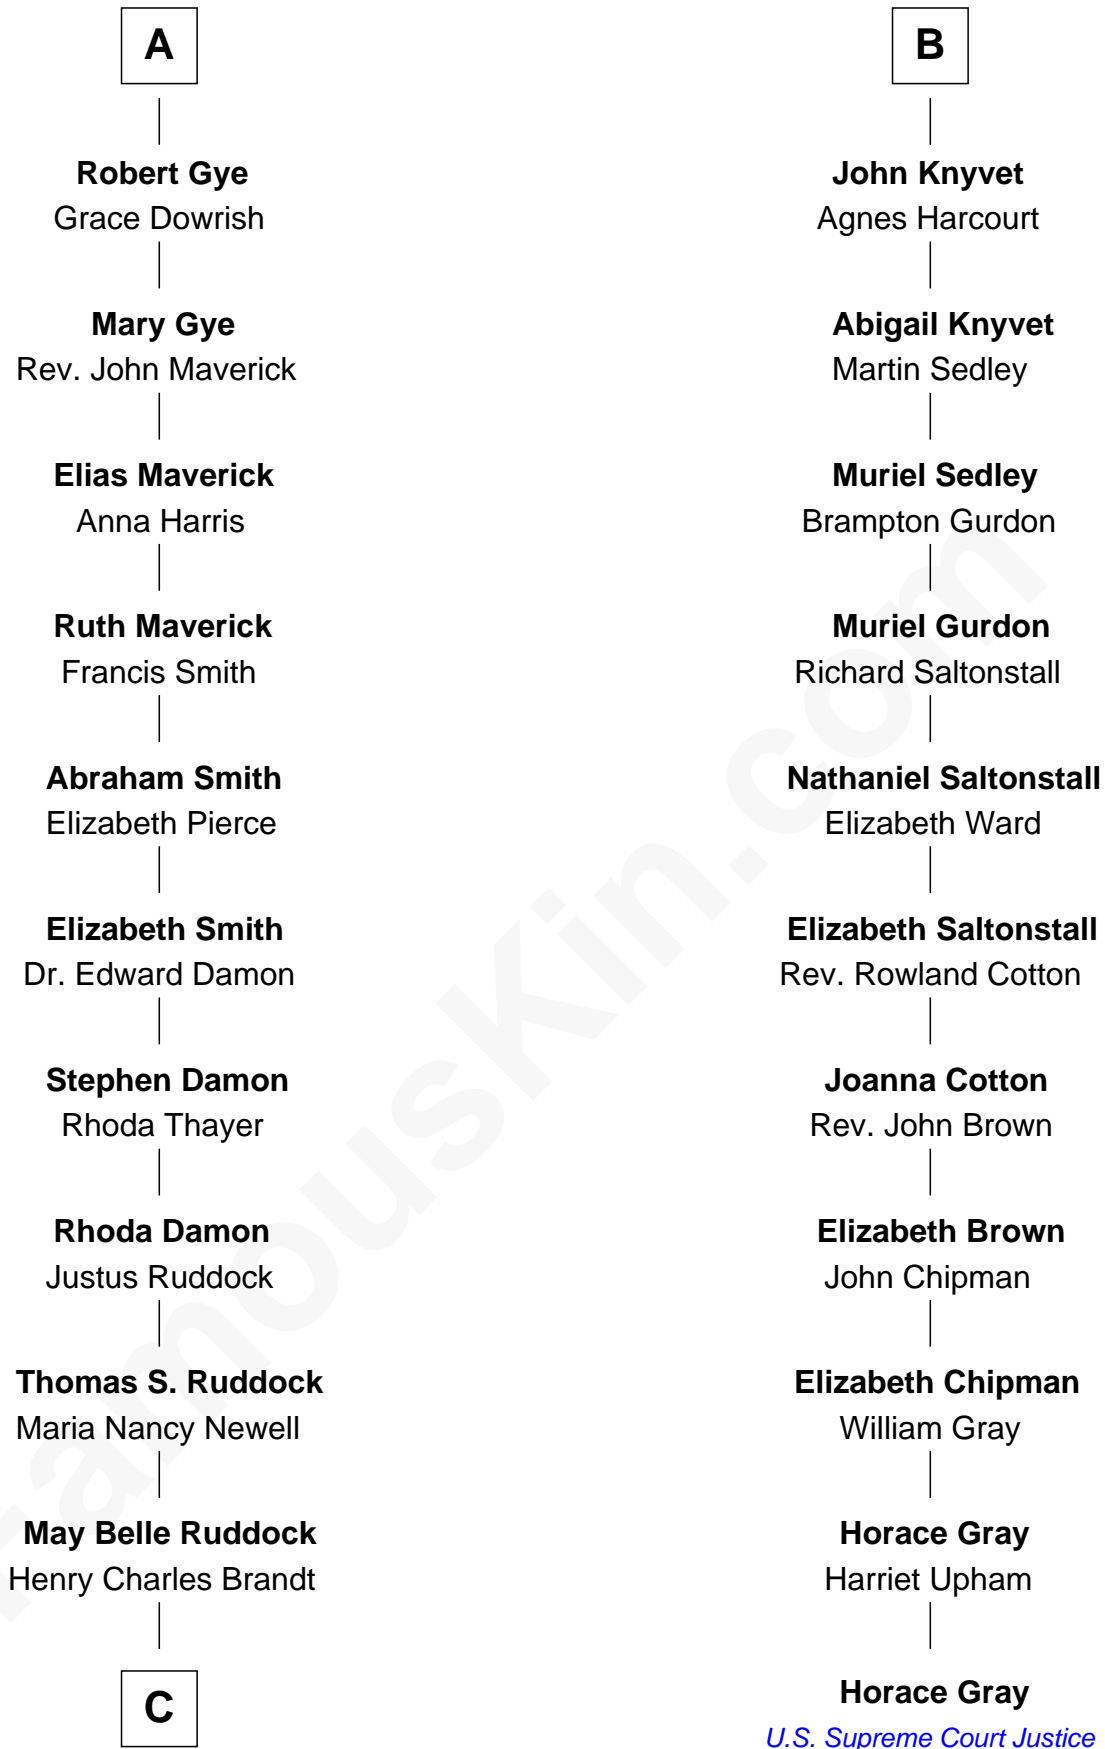 A
Robert Gye
Grace Dowrish
Mary Gye
Rev. John Maverick
Elias Maverick
Anna Harris
Ruth Maverick
Francis Smith
Abraham Smith
Elizabeth Pierce
Elizabeth Smith
Dr. Edward Damon
Stephen Damon
Rhoda Thayer
Rhoda Damon
Justus Ruddock
Thomas S. Ruddock
Maria Nancy Newell
May Belle Ruddock
Henry Charles Brandt
C
B
John Knyvet
Agnes Harcourt
Abigail Knyvet
Martin Sedley
Muriel Sedley
Brampton Gurdon
Muriel Gurdon
Richard Saltonstall
Nathaniel Saltonstall
Elizabeth Ward
Elizabeth Saltonstall
Rev. Rowland Cotton
Joanna Cotton
Rev. John Brown
Elizabeth Brown
John Chipman
Elizabeth Chipman
William Gray
Horace Gray
Harriet Upham
Horace Gray
U.S. Supreme Court Justice
FamousKin.com